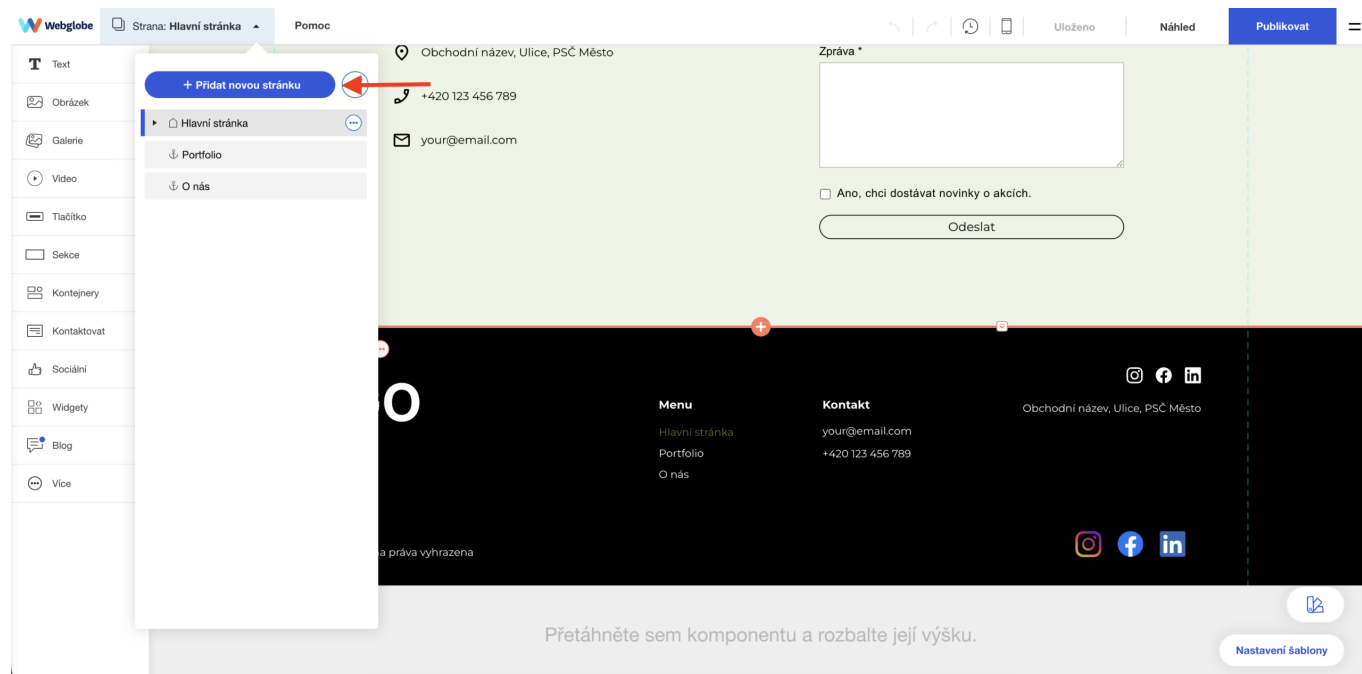 Webglobe
Strana: Hlavní stránka
Pomoc
Uloženo
Náhled
Publikovat
Text
Obrázek
Galerie
Video
Tlačítko
Sekce
Kontejnery
Kontaktovat
Sociální
Widgety
Blog
Více
+ Přidat novou stránku
Hlavní stránka
Portfolio
O nás
Obchodní název, Ulice, PSČ Město
+420 123 456 789
your@email.com
Zpráva *
Ano, chci dostávat novinky o akcích.
Odeslat
Menu
Hlavní stránka
Portfolio
O nás
Kontakt
your@email.com
+420 123 456 789
Obchodní název, Ulice, PSČ Město
práva vyhrazena
Přetáhněte sem komponentu a rozbalte její výšku.
Nastavení šablony